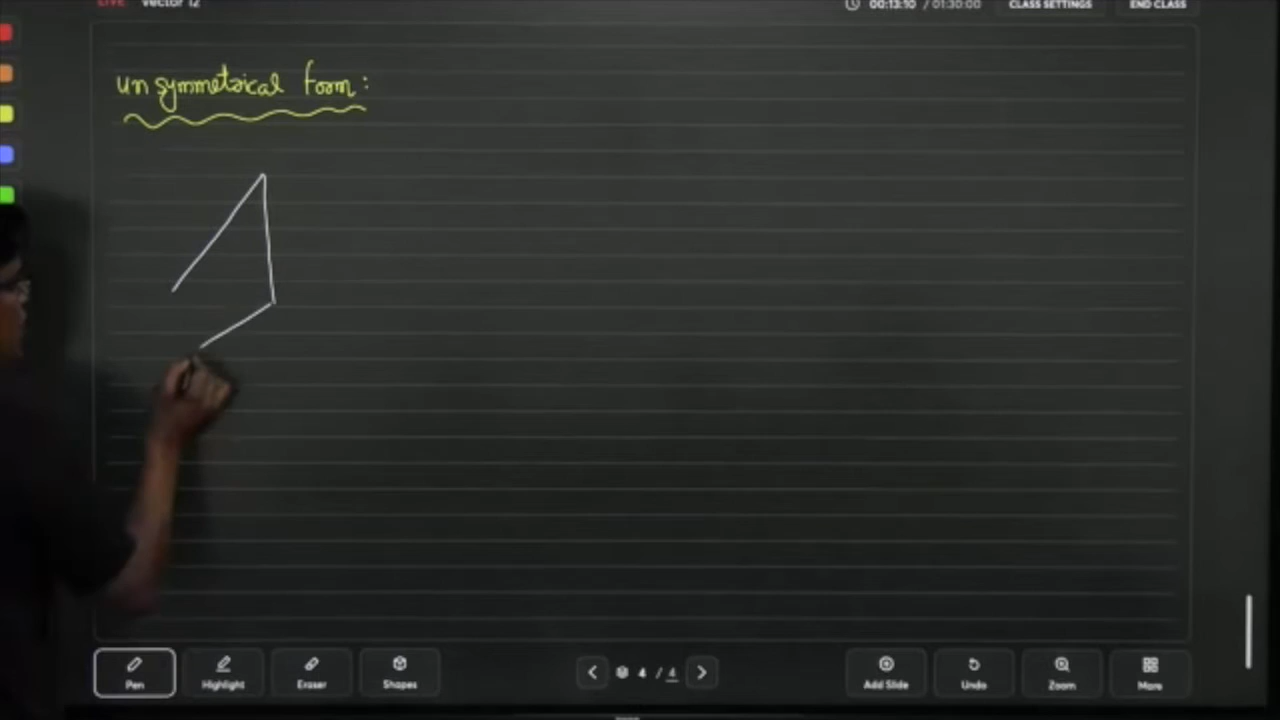 LIVE Vector 12 00:13:10 / 01:30:00 CLASS SETTINGS END CLASS
Unsymmetrical form:
Pen Highlight Eraser Shapes 4 / 4 Add Slide Undo Zoom More